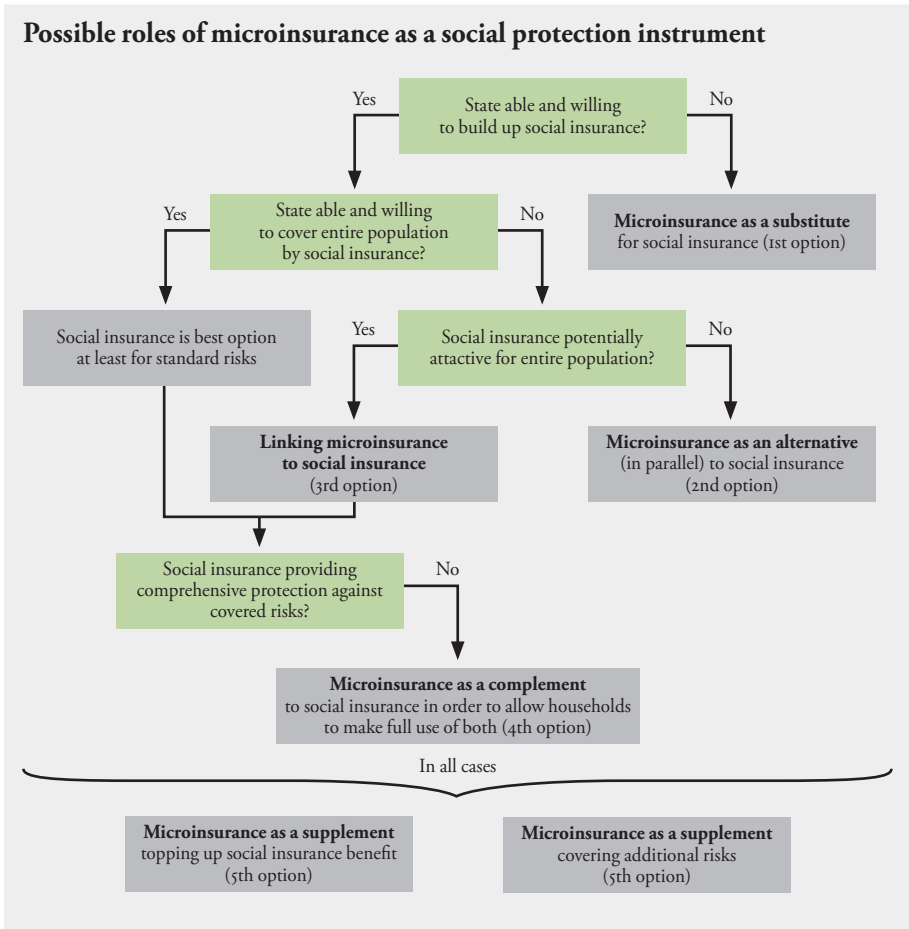 Possible roles of microinsurance as a social protection instrument
Yes
State able and willing
to build up social insurance?
No
Yes
State able and willing
to cover entire population
by social insurance?
No
Microinsurance as a substitute
for social insurance (1st option)
Social insurance is best option
at least for standard risks
Yes
Social insurance potentially
attactive for entire population?
No
Linking microinsurance
to social insurance
(3rd option)
Microinsurance as an alternative
(in parallel) to social insurance
(2nd option)
Social insurance providing
comprehensive protection against
covered risks?
No
Microinsurance as a complement
to social insurance in order to allow households
to make full use of both (4th option)
In all cases
Microinsurance as a supplement
topping up social insurance benefit
(5th option)
Microinsurance as a supplement
covering additional risks
(5th option)